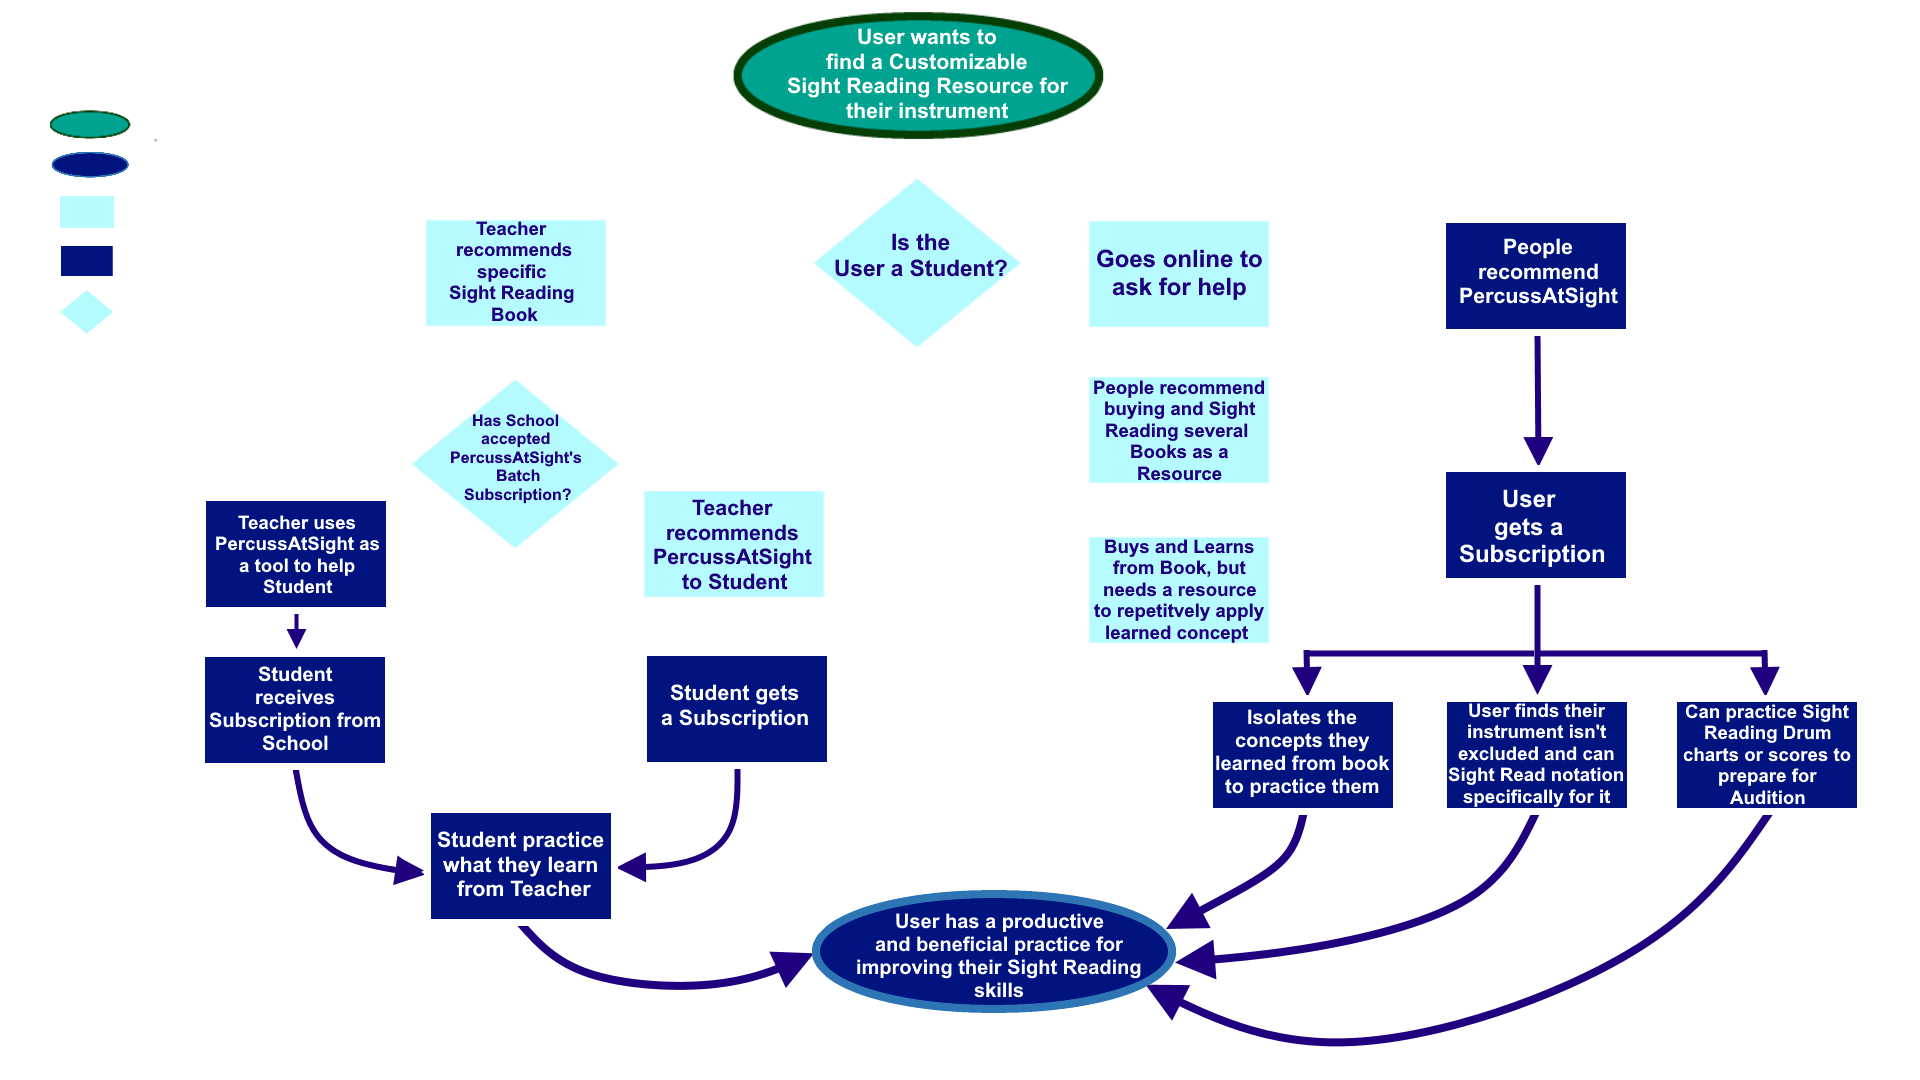 User wants to
find a Customizable
Sight Reading Resource for
their instrument
Is the
User a Student?
Teacher
recommends
specific
Sight Reading
Book
Goes online to
ask for help
People
recommend
PercussAtSight
Has School
accepted
PercussAtSight's
Batch
Subscription?
People recommend
buying and Sight
Reading several
Books as a
Resource
Teacher uses
PercussAtSight as
a tool to help
Student
Teacher
recommends
PercussAtSight
to Student
Buys and Learns
from Book, but
needs a resource
to repetitvely apply
learned concept
User
gets a
Subscription
Student
receives
Subscription from
School
Student gets
a Subscription
Isolates the
concepts they
learned from book
to practice them
User finds their
instrument isn't
excluded and can
Sight Read notation
specifically for it
Can practice Sight
Reading Drum
charts or scores to
prepare for
Audition
Student practice
what they learn
from Teacher
User has a productive
and beneficial practice for
improving their Sight Reading
skills